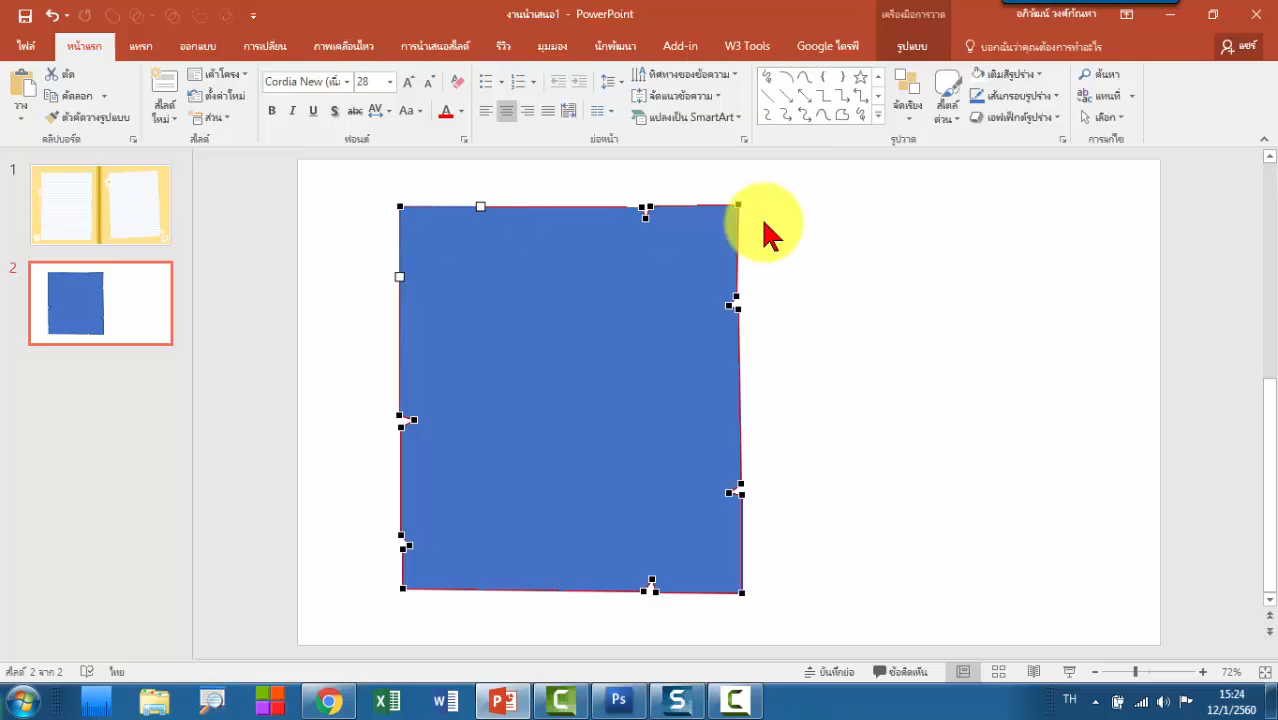 งานนำเสนอ1 - PowerPoint
เครื่องมือการวาด
อภิวัฒน์ วงศ์กัณหา
ไฟล์ หน้าแรก แทรก ออกแบบ การเปลี่ยน ภาพเคลื่อนไหว การนำเสนอสไลด์ รีวิว มุมมอง นักพัฒนา Add-in W3 Tools Google ไดรฟ์ รูปแบบ บอกฉันว่าคุณต้องการทำอะไร แชร์
วาง
ตัด
คัดลอก
ตัวคัดวางรูปแบบ
คลิปบอร์ด
สไลด์ใหม่
เค้าโครง
ตั้งค่าใหม่
ส่วน
สไลด์
Cordia New (เนื้ 28
B I U S abc AV Aa A
ฟอนต์
ทิศทางของข้อความ
จัดแนวข้อความ
แปลงเป็น SmartArt
ย่อหน้า
จัดเรียง
สไตล์ด่วน
เติมสีรูปร่าง
เส้นกรอบรูปร่าง
เอฟเฟ็กต์รูปร่าง
รูปวาด
ค้นหา
แทนที่
เลือก
การแก้ไข
1
2
สไลด์ 2 จาก 2 ไทย
บันทึกย่อ ข้อคิดเห็น 72%
TH
15:24
12/1/2560